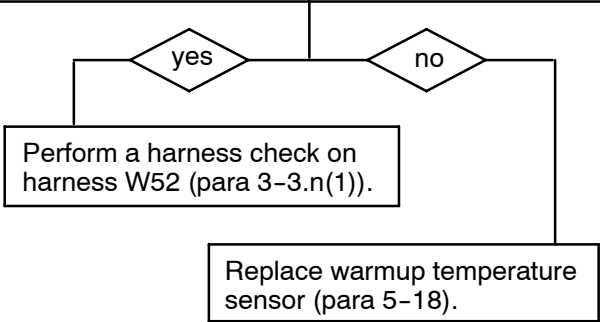 yes
no
Perform a harness check on
harness W52 (para 3-3.n(1)).
Replace warmup temperature
sensor (para 5-18).